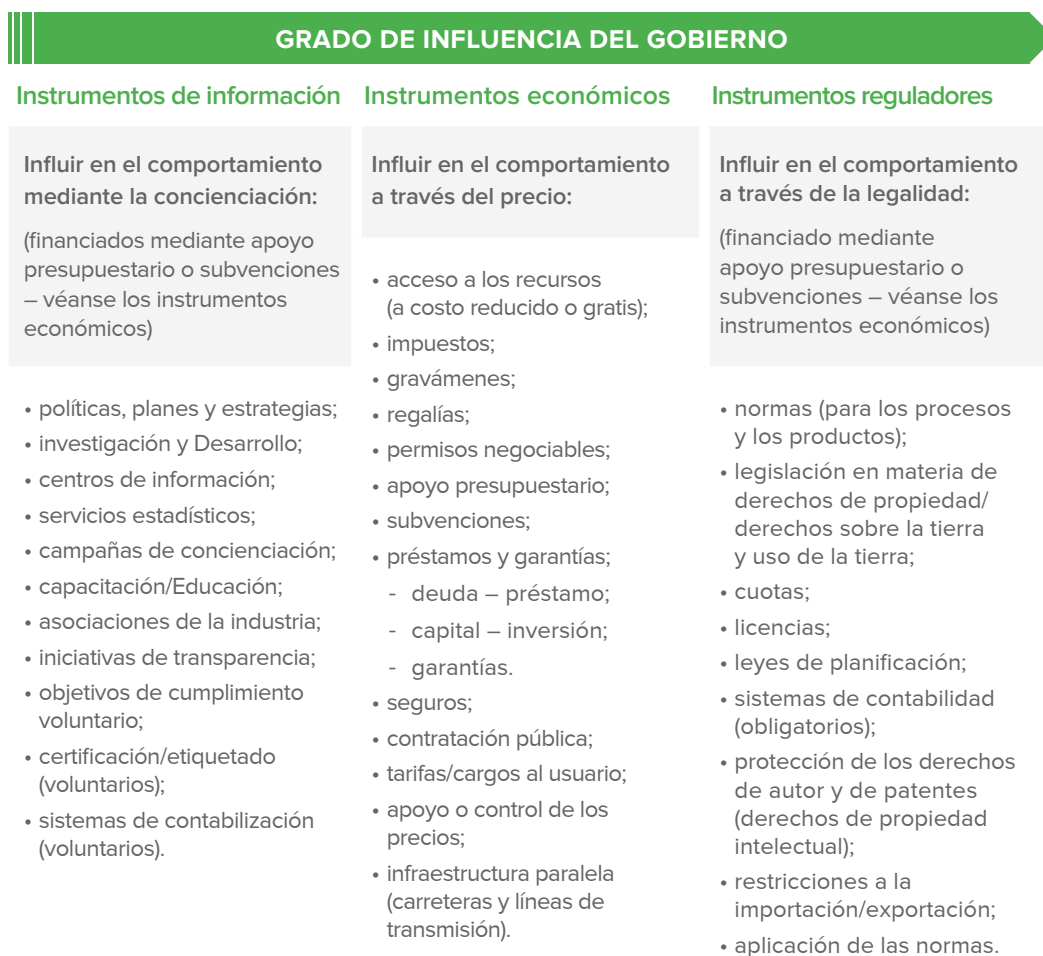 GRADO DE INFLUENCIA DEL GOBIERNO
Instrumentos de información
Influir en el comportamiento
mediante la concienciación:
(financiados mediante apoyo
presupuestario o subvenciones
– véanse los instrumentos
económicos)
• políticas, planes y estrategias;
• investigación y Desarrollo;
• centros de información;
• servicios estadísticos;
• campañas de concienciación;
• capacitación/Educación;
• asociaciones de la industria;
• iniciativas de transparencia;
• objetivos de cumplimiento
voluntario;
• certificación/etiquetado
(voluntarios);
• sistemas de contabilización
(voluntarios).
Instrumentos económicos
Influir en el comportamiento
a través del precio:
• acceso a los recursos
(a costo reducido o gratis);
• impuestos;
• gravámenes;
• regalías;
• permisos negociables;
• apoyo presupuestario;
• subvenciones;
• préstamos y garantías;
- deuda – préstamo;
- capital – inversión;
- garantías.
• seguros;
• contratación pública;
• tarifas/cargos al usuario;
• apoyo o control de los
precios;
• infraestructura paralela
(carreteras y líneas de
transmisión).
Instrumentos reguladores
Influir en el comportamiento
a través de la legalidad:
(financiado mediante
apoyo presupuestario o
subvenciones – véanse los
instrumentos económicos)
• normas (para los procesos
y los productos);
• legislación en materia de
derechos de propiedad/
derechos sobre la tierra
y uso de la tierra;
• cuotas;
• licencias;
• leyes de planificación;
• sistemas de contabilidad
(obligatorios);
• protección de los derechos
de autor y de patentes
(derechos de propiedad
intelectual);
• restricciones a la
importación/exportación;
• aplicación de las normas.